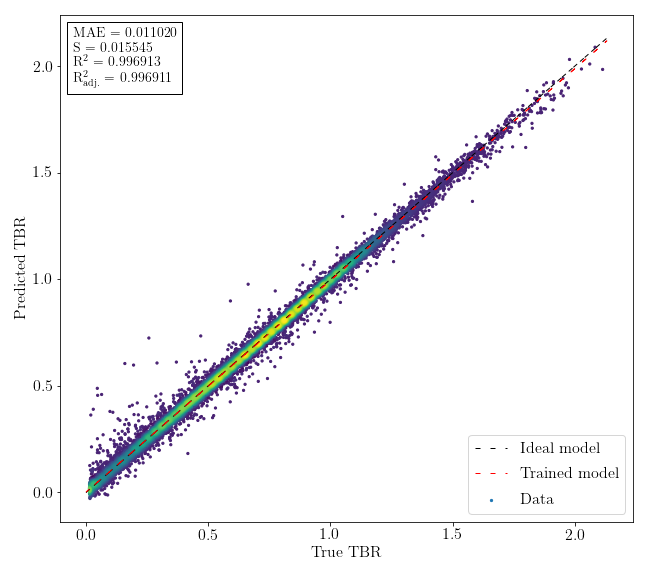 MAE = 0.011020
S = 0.015545
R² = 0.996913
R²adj. = 0.996911
2.0
1.5
1.0
0.5
0.0
Predicted TBR
Ideal model
Trained model
Data
0.0 0.5 1.0 1.5 2.0
True TBR